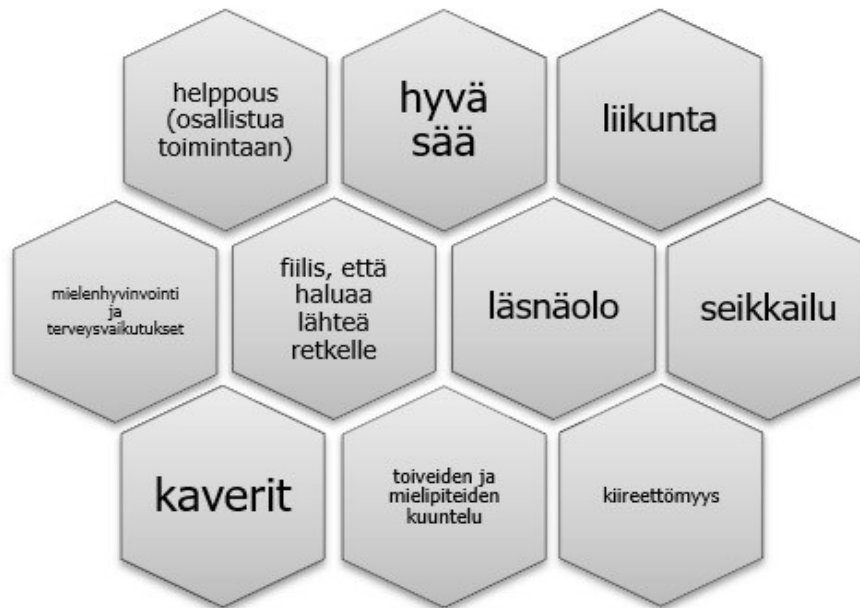 helppous
(osallistua
toimintaan)
hyvä
sää
liikunta
mielenhyvinvointi
ja
terveysvaikutukset
fiilis, että
haluaa
lähteä
retkelle
läsnäolo
seikkailu
kaverit
toiveiden ja
mielipiteiden
kuuntelu
kiireettömyys